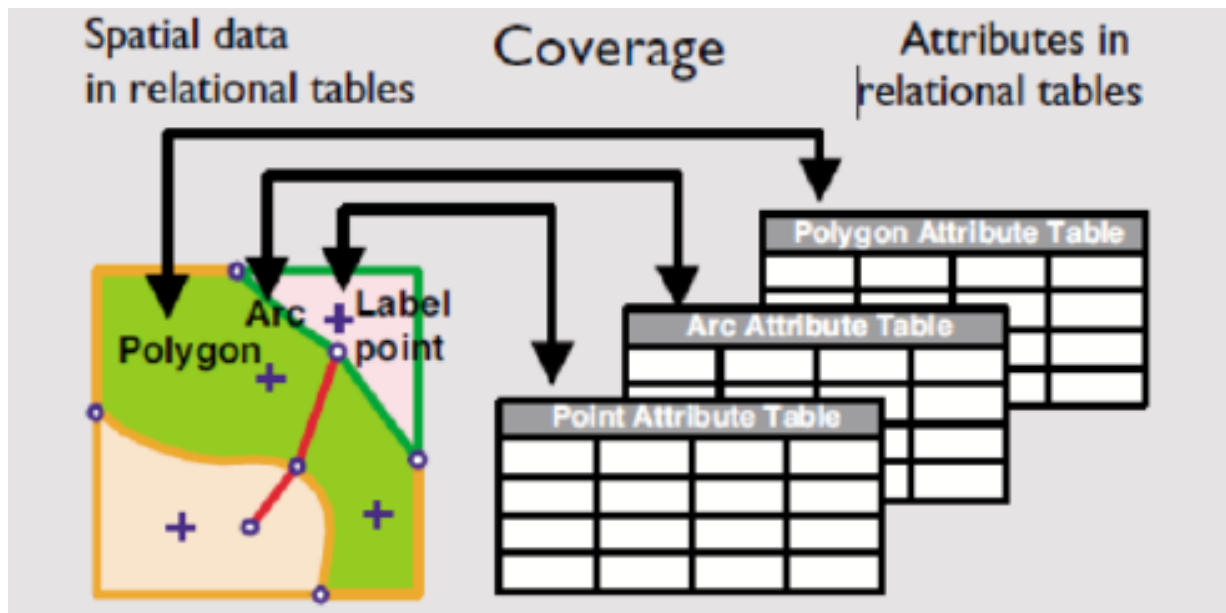 Spatial data
in relational tables
Coverage
Attributes in
relational tables
Polygon Attribute Table
Arc Attribute Table
Point Attribute Table
Arc
Label
point
Polygon